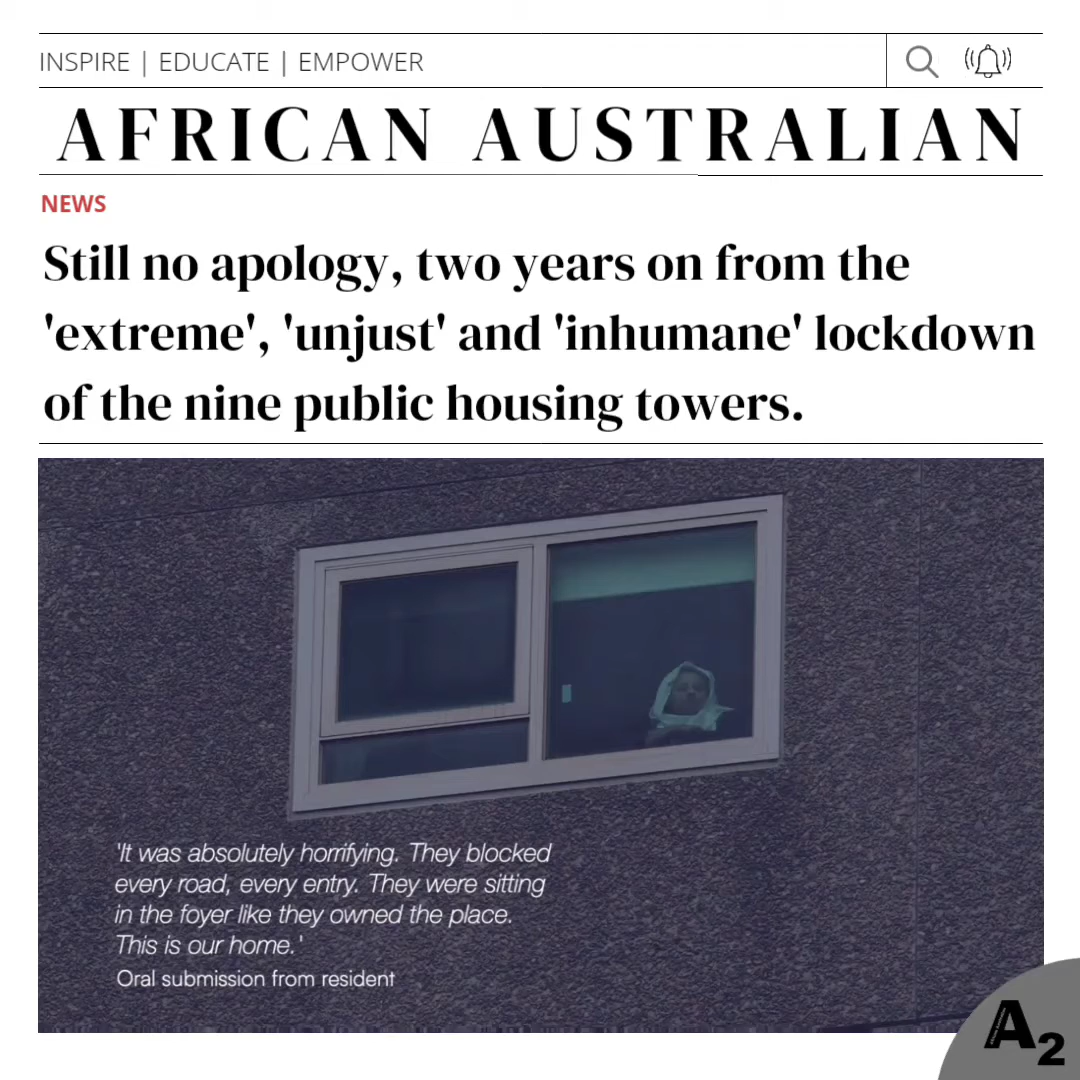 INSPIRE | EDUCATE | EMPOWER
AFRICAN AUSTRALIAN
NEWS
Still no apology, two years on from the
'extreme', 'unjust' and 'inhumane' lockdown
of the nine public housing towers.
'It was absolutely horrifying. They blocked
every road, every entry. They were sitting
in the foyer like they owned the place.
This is our home.'
Oral submission from resident
A2